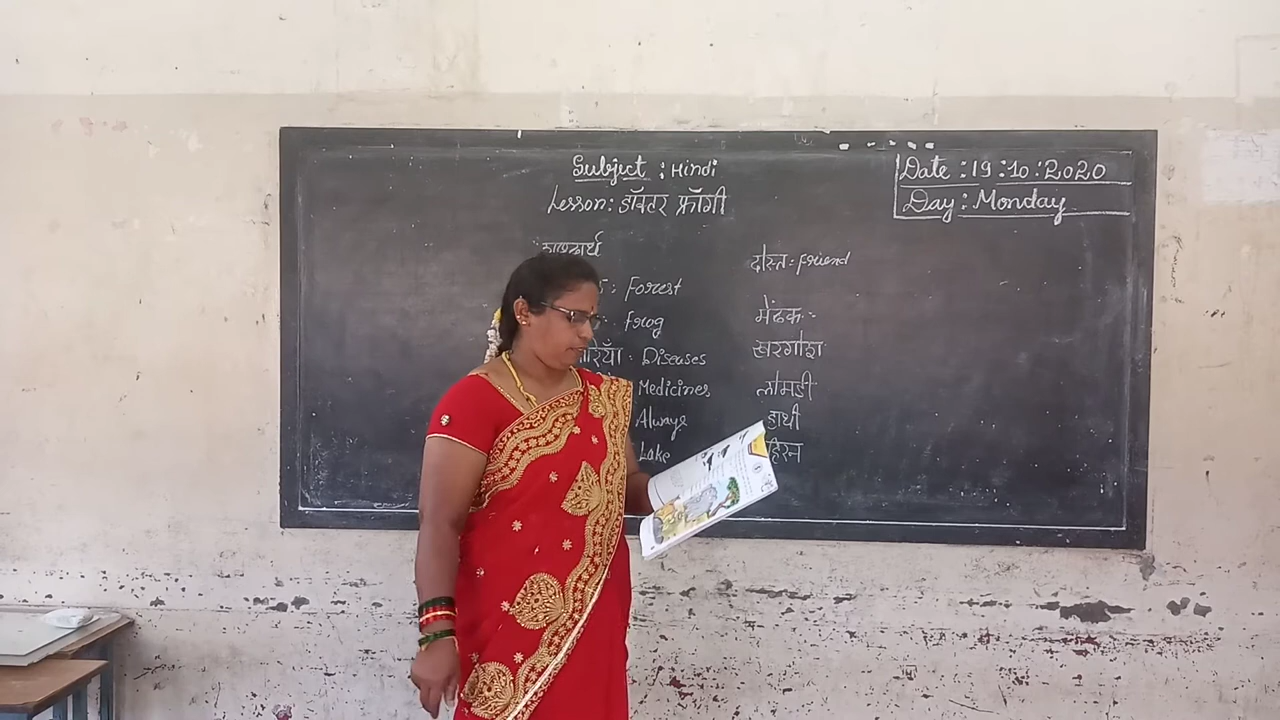 Subject : Hindi
Lesson: डॉक्टर फ्रॉगी
Date : 19 : 10 : 2020
Day : Monday
: Forest
: Frog
रियाँ : Diseases
Medicines
Always
Lake
दोस्त : Friend
मेंढक :
खरगोश
लोमडी
हाथी
हिरन